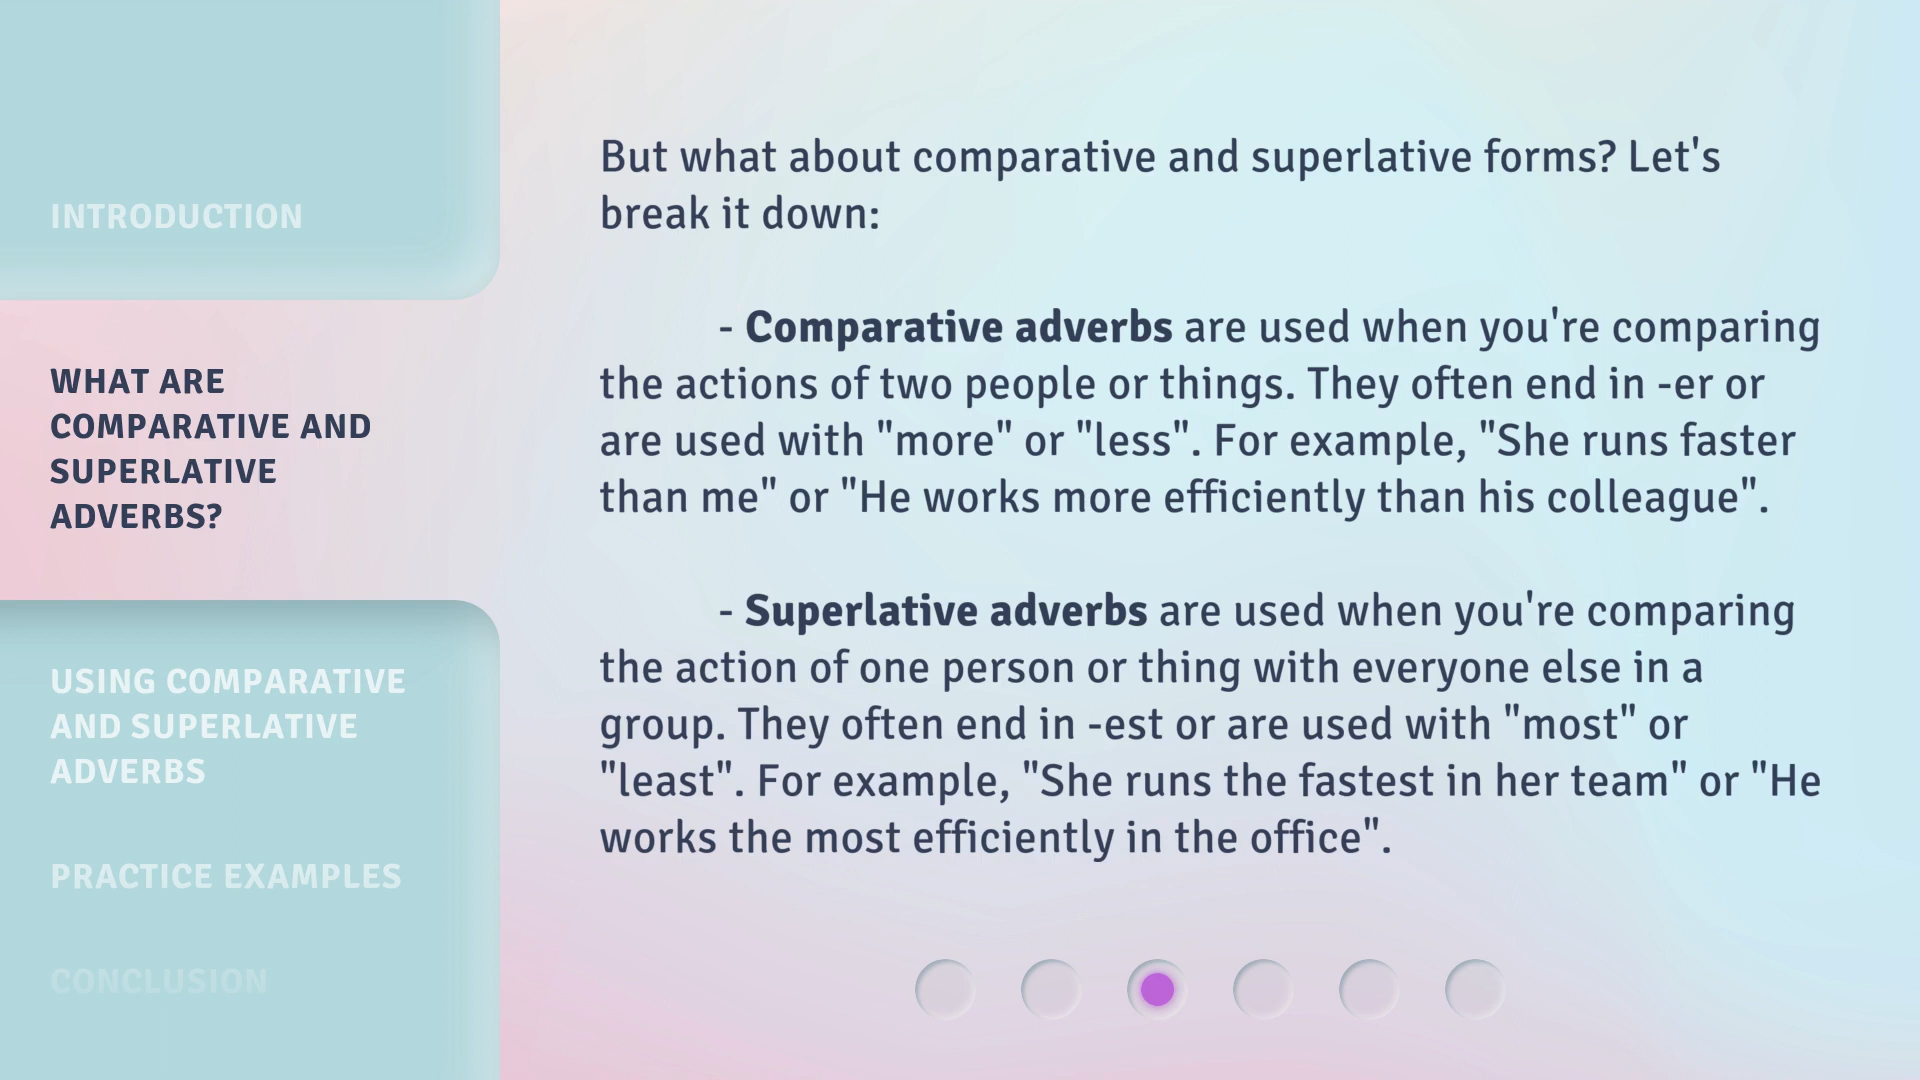 INTRODUCTION
WHAT ARE
COMPARATIVE AND
SUPERLATIVE
ADVERBS?
USING COMPARATIVE
AND SUPERLATIVE
ADVERBS
PRACTICE EXAMPLES
CONCLUSION
But what about comparative and superlative forms? Let's
break it down:
- Comparative adverbs are used when you're comparing
the actions of two people or things. They often end in -er or
are used with "more" or "less". For example, "She runs faster
than me" or "He works more efficiently than his colleague".
- Superlative adverbs are used when you're comparing
the action of one person or thing with everyone else in a
group. They often end in -est or are used with "most" or
"least". For example, "She runs the fastest in her team" or "He
works the most efficiently in the office".